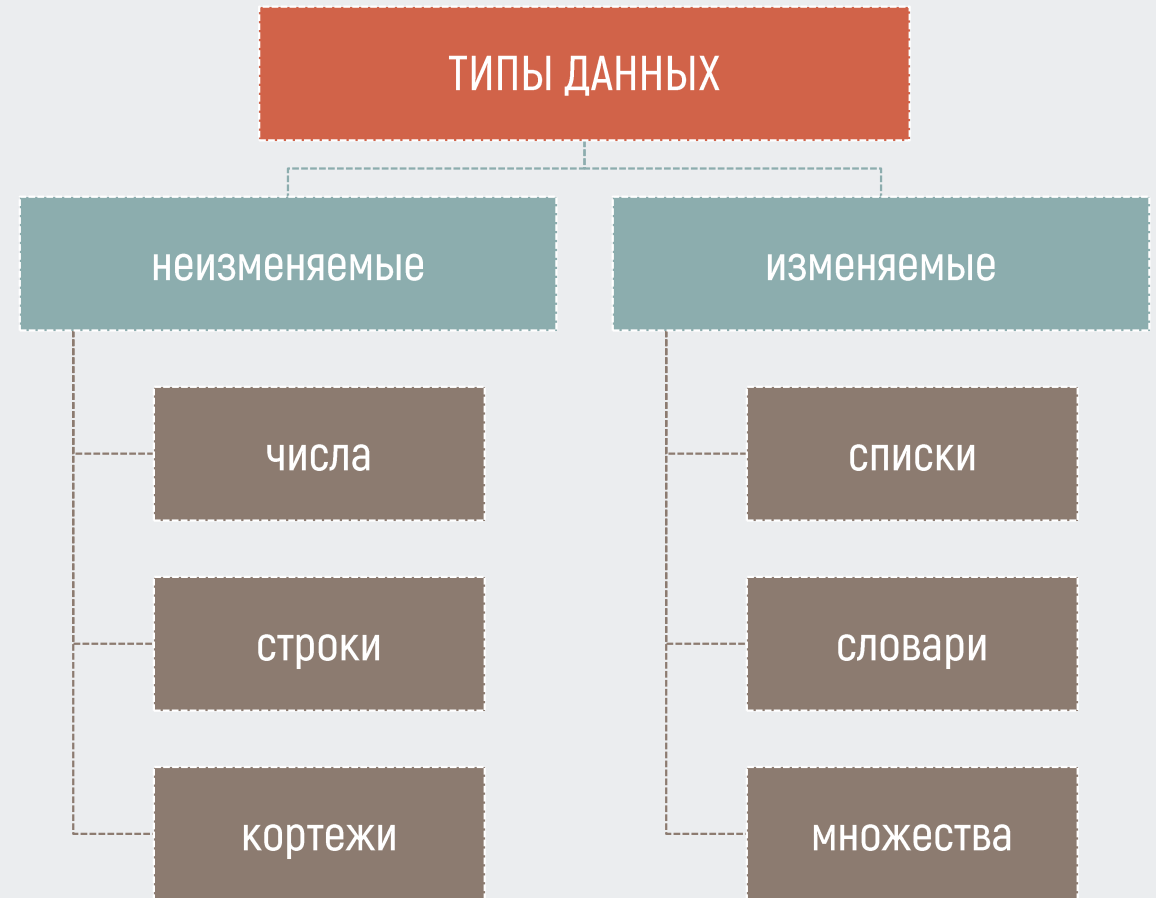 ТИПЫ ДАННЫХ
неизменяемые
изменяемые
числа
списки
строки
словари
кортежи
множества